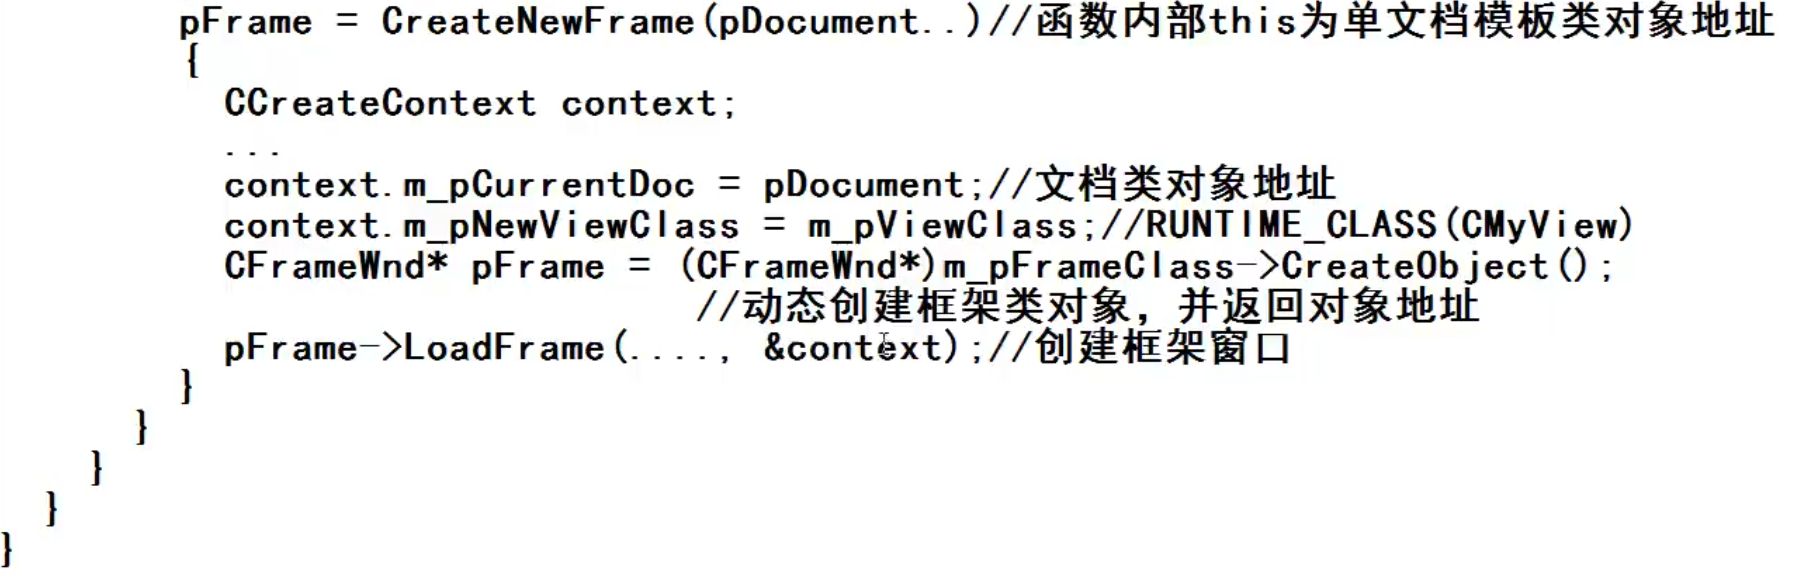 pFrame = CreateNewFrame(pDocument..)//函数内部this为单文档模板类对象地址
{
CCreateContext context;
...
context.m_pCurrentDoc = pDocument;//文档类对象地址
context.m_pNewViewClass = m_pViewClass;//RUNTIME_CLASS(CMyView)
CFrameWnd* pFrame = (CFrameWnd*)m_pFrameClass->CreateObject();
//动态创建框架类对象，并返回对象地址
pFrame->LoadFrame(...., &context);//创建框架窗口
}
}
}
}
}